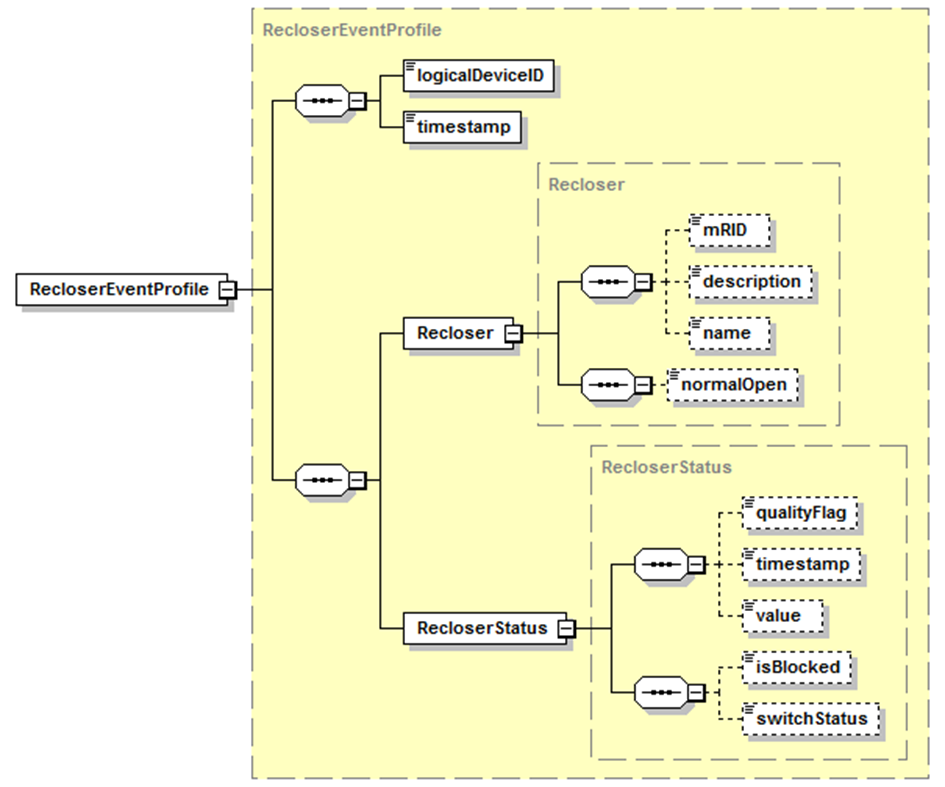 RecloserEventProfile
logicalDeviceID
timestamp
Recloser
mRID
RecloserEventProfile
description
Recloser
name
normalOpen
RecloserStatus
qualityFlag
timestamp
value
RecloserStatus
isBlocked
switchStatus